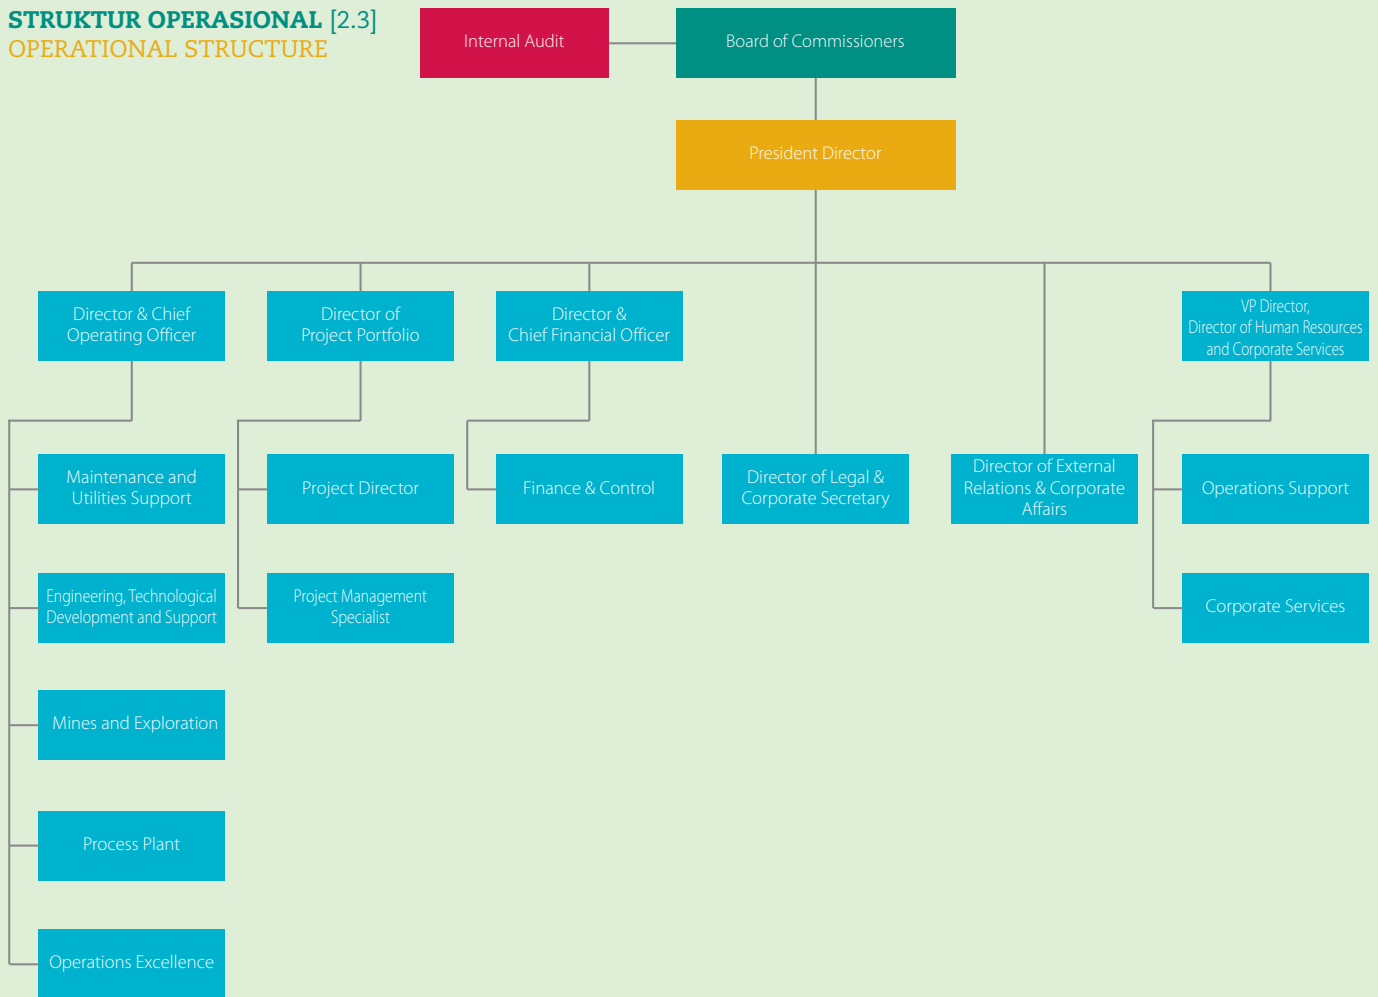 STRUKTUR OPERASIONAL [2.3]
OPERATIONAL STRUCTURE
Internal Audit
Board of Commissioners
President Director
Director & Chief
Operating Officer
Director of
Project Portfolio
Director &
Chief Financial Officer
VP Director,
Director of Human Resources
and Corporate Services
Maintenance and
Utilities Support
Project Director
Finance & Control
Director of Legal &
Corporate Secretary
Director of External
Relations & Corporate
Affairs
Operations Support
Engineering, Technological
Development and Support
Project Management
Specialist
Corporate Services
Mines and Exploration
Process Plant
Operations Excellence